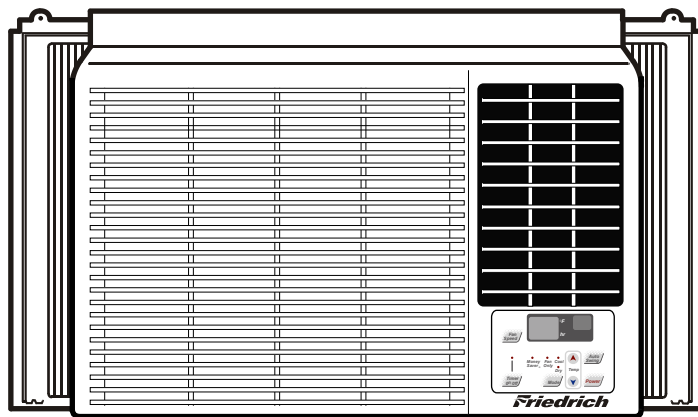 °F
Hr
Fan
Speed
Money
Saver
Fan
Only
Cool
Dry
Temp
Auto
Swing
Timer
Mode
Power
Friedrich